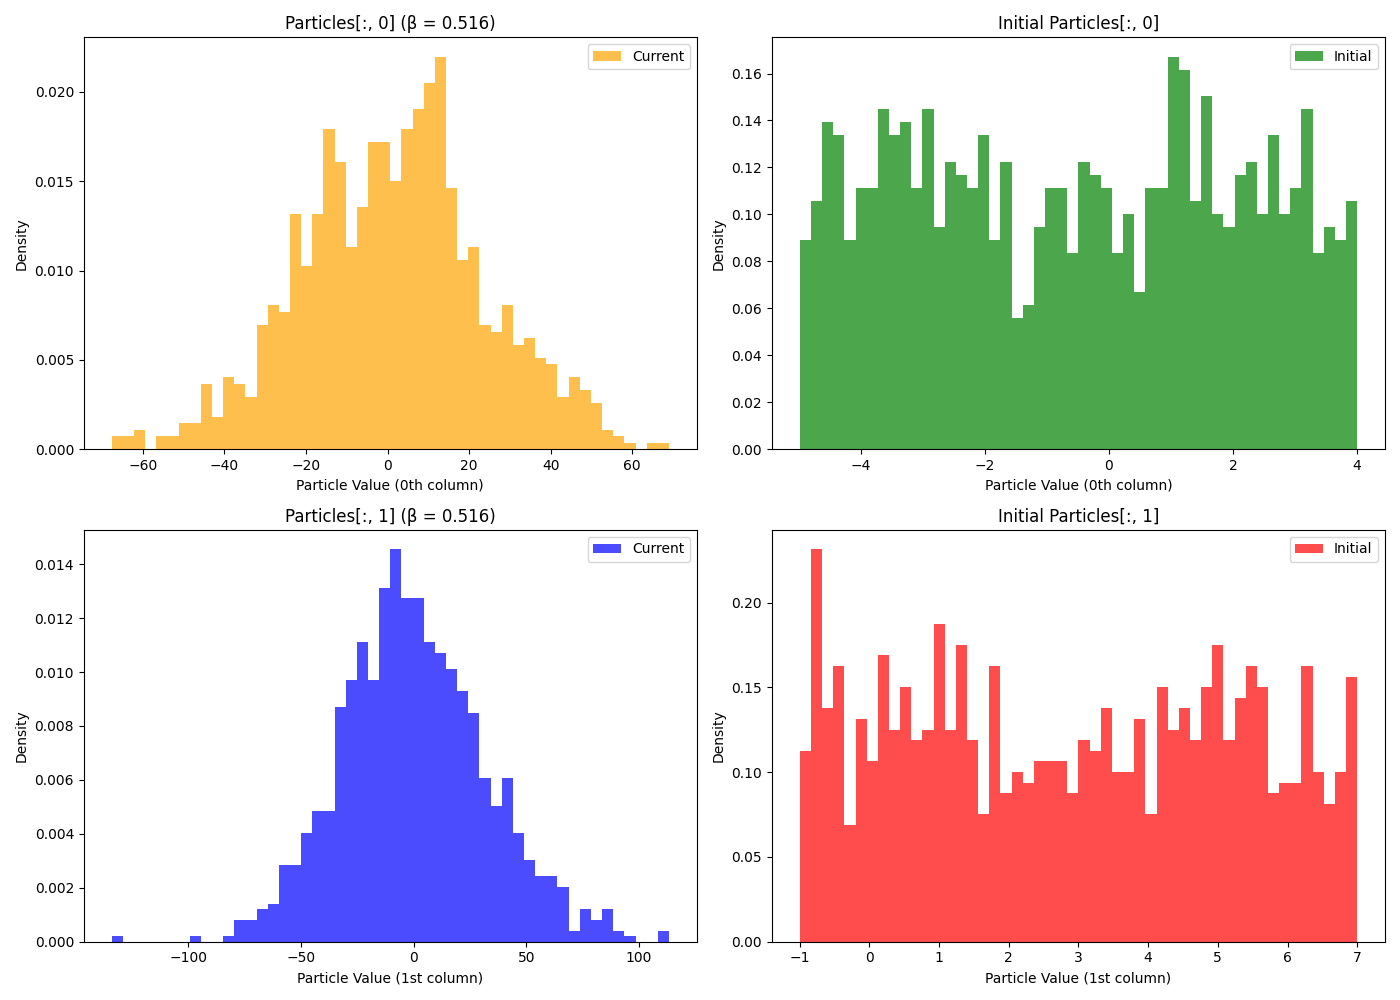 Particles[:, 0] (β = 0.516)
Current
Density
0.020
0.015
0.010
0.005
0.000
−60 −40 −20 0 20 40 60
Particle Value (0th column)
Initial Particles[:, 0]
Initial
Density
0.16
0.14
0.12
0.10
0.08
0.06
0.04
0.02
0.00
−4 −2 0 2 4
Particle Value (0th column)
Particles[:, 1] (β = 0.516)
Current
Density
0.014
0.012
0.010
0.008
0.006
0.004
0.002
0.000
−100 −50 0 50 100
Particle Value (1st column)
Initial Particles[:, 1]
Initial
Density
0.20
0.15
0.10
0.05
0.00
−1 0 1 2 3 4 5 6 7
Particle Value (1st column)